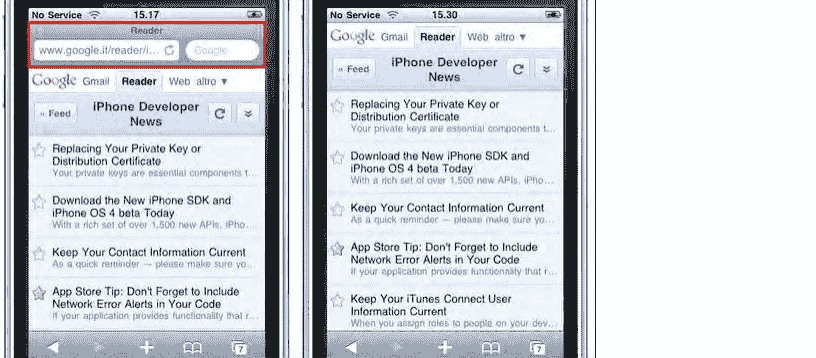 No Service 15.17
Reader
www.google.it/reader/i... Google
Google Gmail Reader Web altro ▼
« Feed iPhone Developer
News
Replacing Your Private Key or
Distribution Certificate
Your private keys are essential components t...
Download the New iPhone SDK and
iPhone OS 4 beta Today
With a rich set of over 1,500 new APIs, iPho...
Keep Your Contact Information Current
As a quick reminder — please make sure yo...
App Store Tip: Don't Forget to Include
Network Error Alerts in Your Code
If your application provides functionality that r...
7
No Service 15.30
Google Gmail Reader Web altro ▼
« Feed iPhone Developer
News
Replacing Your Private Key or
Distribution Certificate
Your private keys are essential components t...
Download the New iPhone SDK and
iPhone OS 4 beta Today
With a rich set of over 1,500 new APIs, iPho...
Keep Your Contact Information Current
As a quick reminder — please make sure yo...
App Store Tip: Don't Forget to Include
Network Error Alerts in Your Code
If your application provides functionality that r...
Keep Your iTunes Connect User
Information Current
When you assign roles to people on your dev...
7